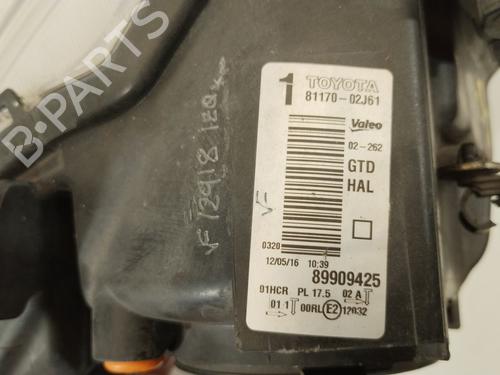 B-PARTS
1 TOYOTA
81170-02J61
Valeo
02-262
GTD
HAL
0320
12/05/16 10:39
89909425
01HCR PL 17.5 02 A
01 1 00RL E2 12032